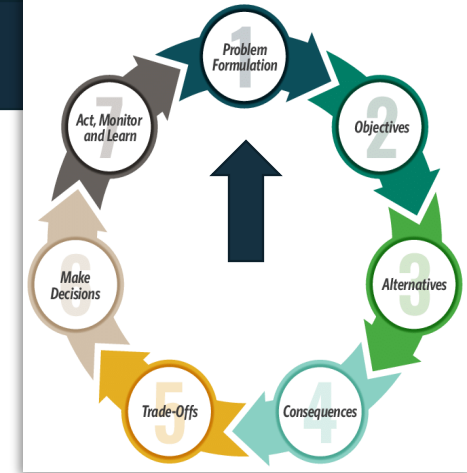 1
Problem
Formulation
2
Objectives
3
Alternatives
4
Consequences
5
Trade-Offs
6
Make
Decisions
7
Act, Monitor
and Learn